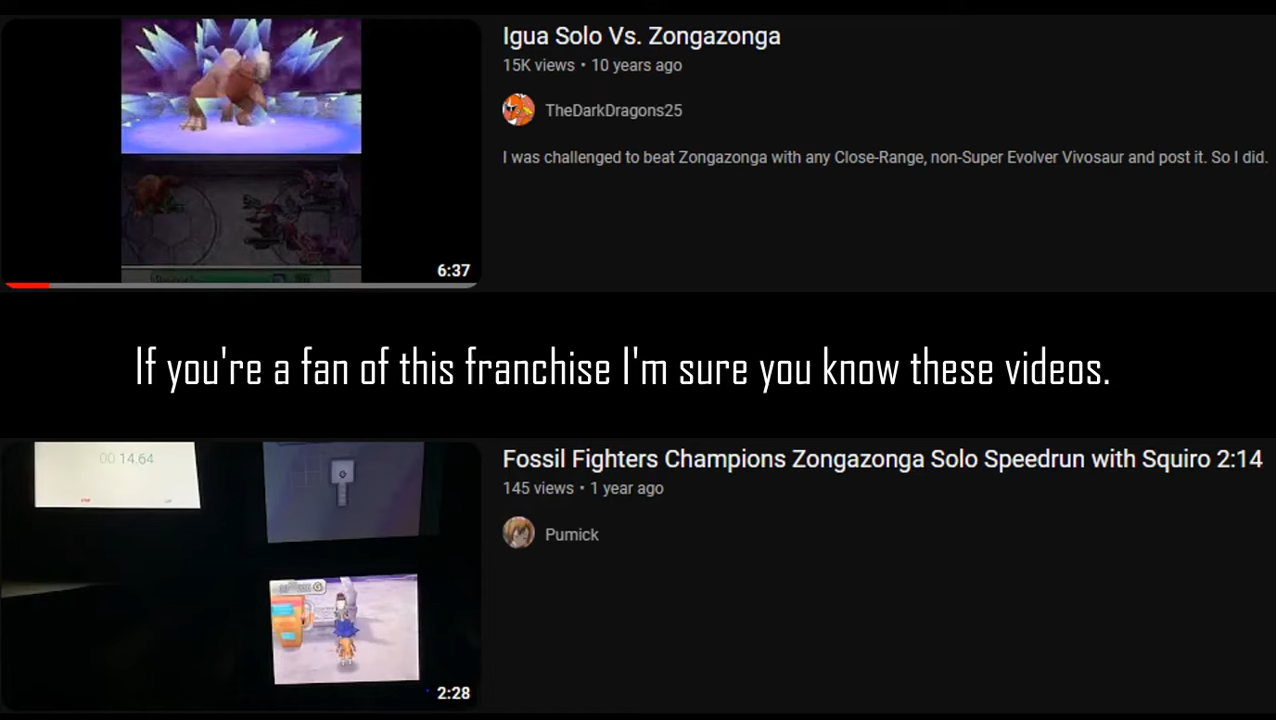 Igua Solo Vs. Zongazonga
15K views • 10 years ago
TheDarkDragons25
I was challenged to beat Zongazonga with any Close-Range, non-Super Evolver Vivosaur and post it. So I did.
6:37
If you're a fan of this franchise I'm sure you know these videos.
00 14.64
Fossil Fighters Champions Zongazonga Solo Speedrun with Squiro 2:14
145 views • 1 year ago
Pumick
2:28